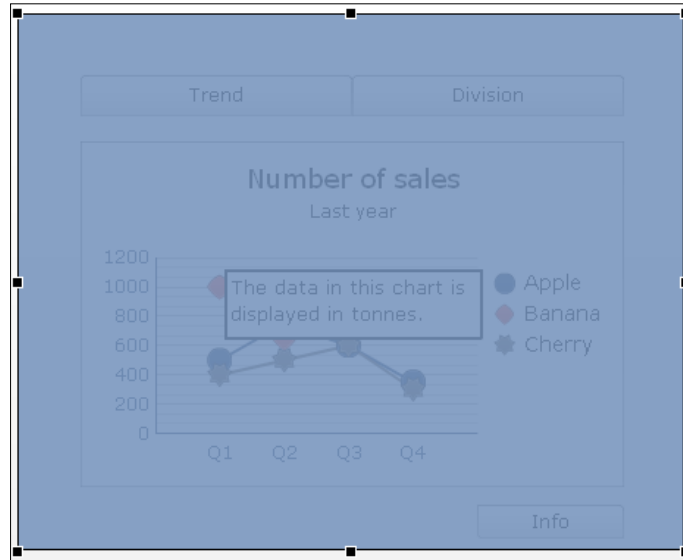 Trend Division
Number of sales
Last year
1200
1000
800
600
400
200
0
The data in this chart is
displayed in tonnes.
Apple
Banana
Cherry
Q1 Q2 Q3 Q4
Info